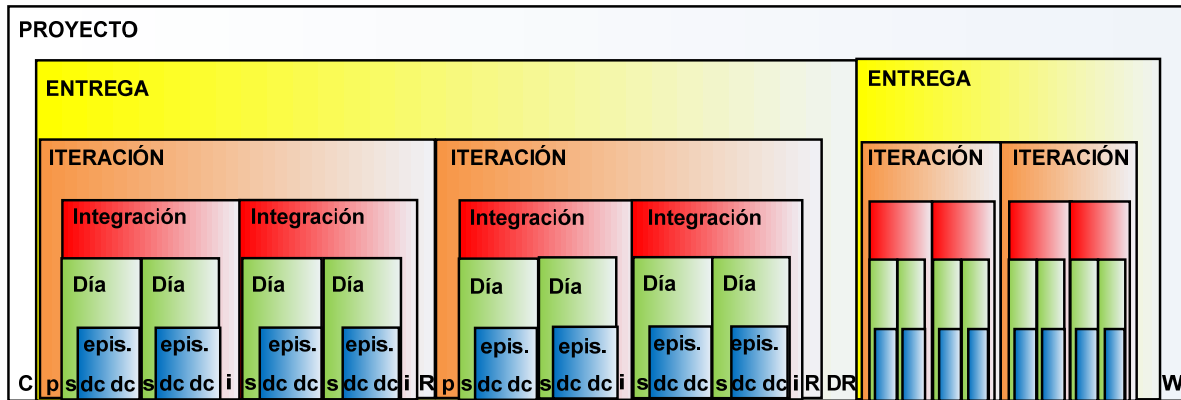 PROYECTO
ENTREGA
ENTREGA
ITERACIÓN
ITERACIÓN
ITERACIÓN
ITERACIÓN
Integración
Integración
Integración
Integración
Día
Día
Día
Día
Día
Día
Día
Día
epis.
epis.
epis.
epis.
epis.
epis.
epis.
epis.
C p s dc dc s dc dc i s dc dc s dc dc i R p s dc dc s dc dc i s dc dc s dc dc i R DR W